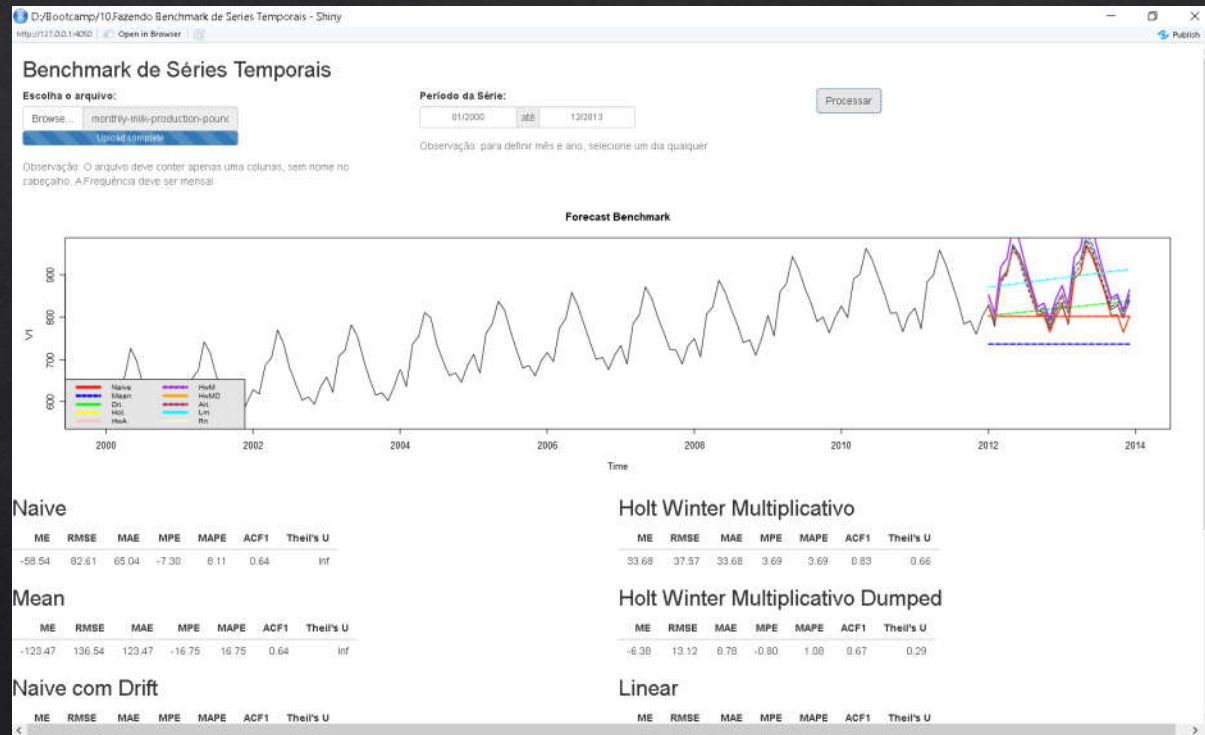 D:/Bootcamp/10.Fazendo Benchmark de Series Temporais - Shiny
http://127.0.0.1:4050 Open in Browser
Publish
Benchmark de Séries Temporais
Escolha o arquivo:
Browse... monthly-milk-production-pounc
Upload complete
Observação: O arquivo deve conter apenas uma colunas, sem nome no
cabeçalho. A Frequência deve ser mensal
Período da Série:
01/2000 até 12/2013
Observação: para definir mês e ano, selecione um dia qualquer
Processar
Forecast Benchmark
V1
900
800
700
600
Naive
Mean
Dri
Hol
HwA
HwM
HwMD
Ari
Lm
Rn
2000 2002 2004 2006 2008 2010 2012 2014
Time
Naive
ME RMSE MAE MPE MAPE ACF1 Theil's U
-58.54 82.61 65.04 -7.30 8.11 0.64 Inf
Mean
ME RMSE MAE MPE MAPE ACF1 Theil's U
-123.47 136.54 123.47 -16.75 16.75 0.64 Inf
Naive com Drift
ME RMSE MAE MPE MAPE ACF1 Theil's U
Holt Winter Multiplicativo
ME RMSE MAE MPE MAPE ACF1 Theil's U
33.68 37.57 33.68 3.69 3.69 0.83 0.66
Holt Winter Multiplicativo Dumped
ME RMSE MAE MPE MAPE ACF1 Theil's U
-6.38 13.12 8.78 -0.80 1.08 0.67 0.29
Linear
ME RMSE MAE MPE MAPE ACF1 Theil's U